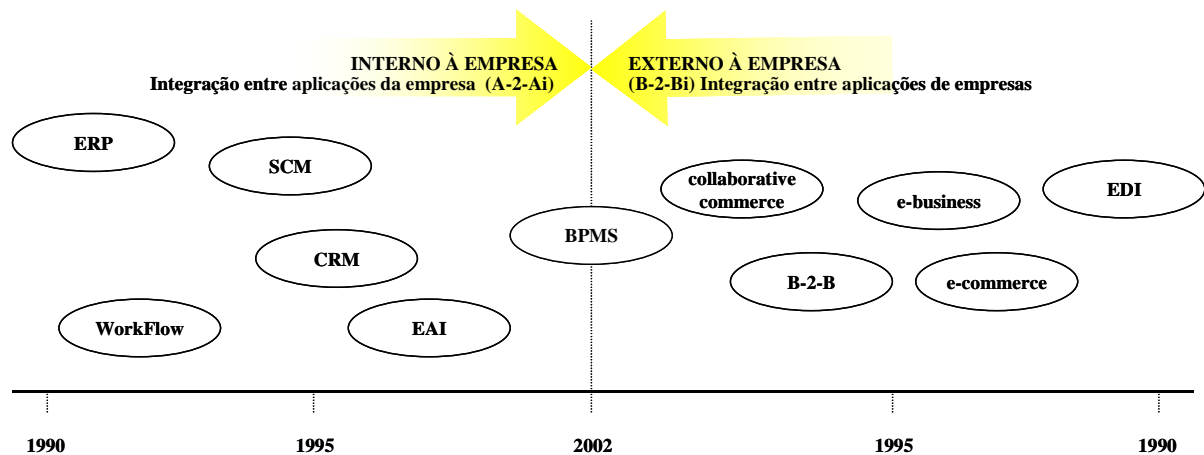 INTERNO À EMPRESA
Integração entre aplicações da empresa (A-2-Ai)
EXTERNO À EMPRESA
(B-2-Bi) Integração entre aplicações de empresas
ERP
SCM
CRM
WorkFlow
EAI
BPMS
collaborative
commerce
e-business
EDI
B-2-B
e-commerce
1990
1995
2002
1995
1990